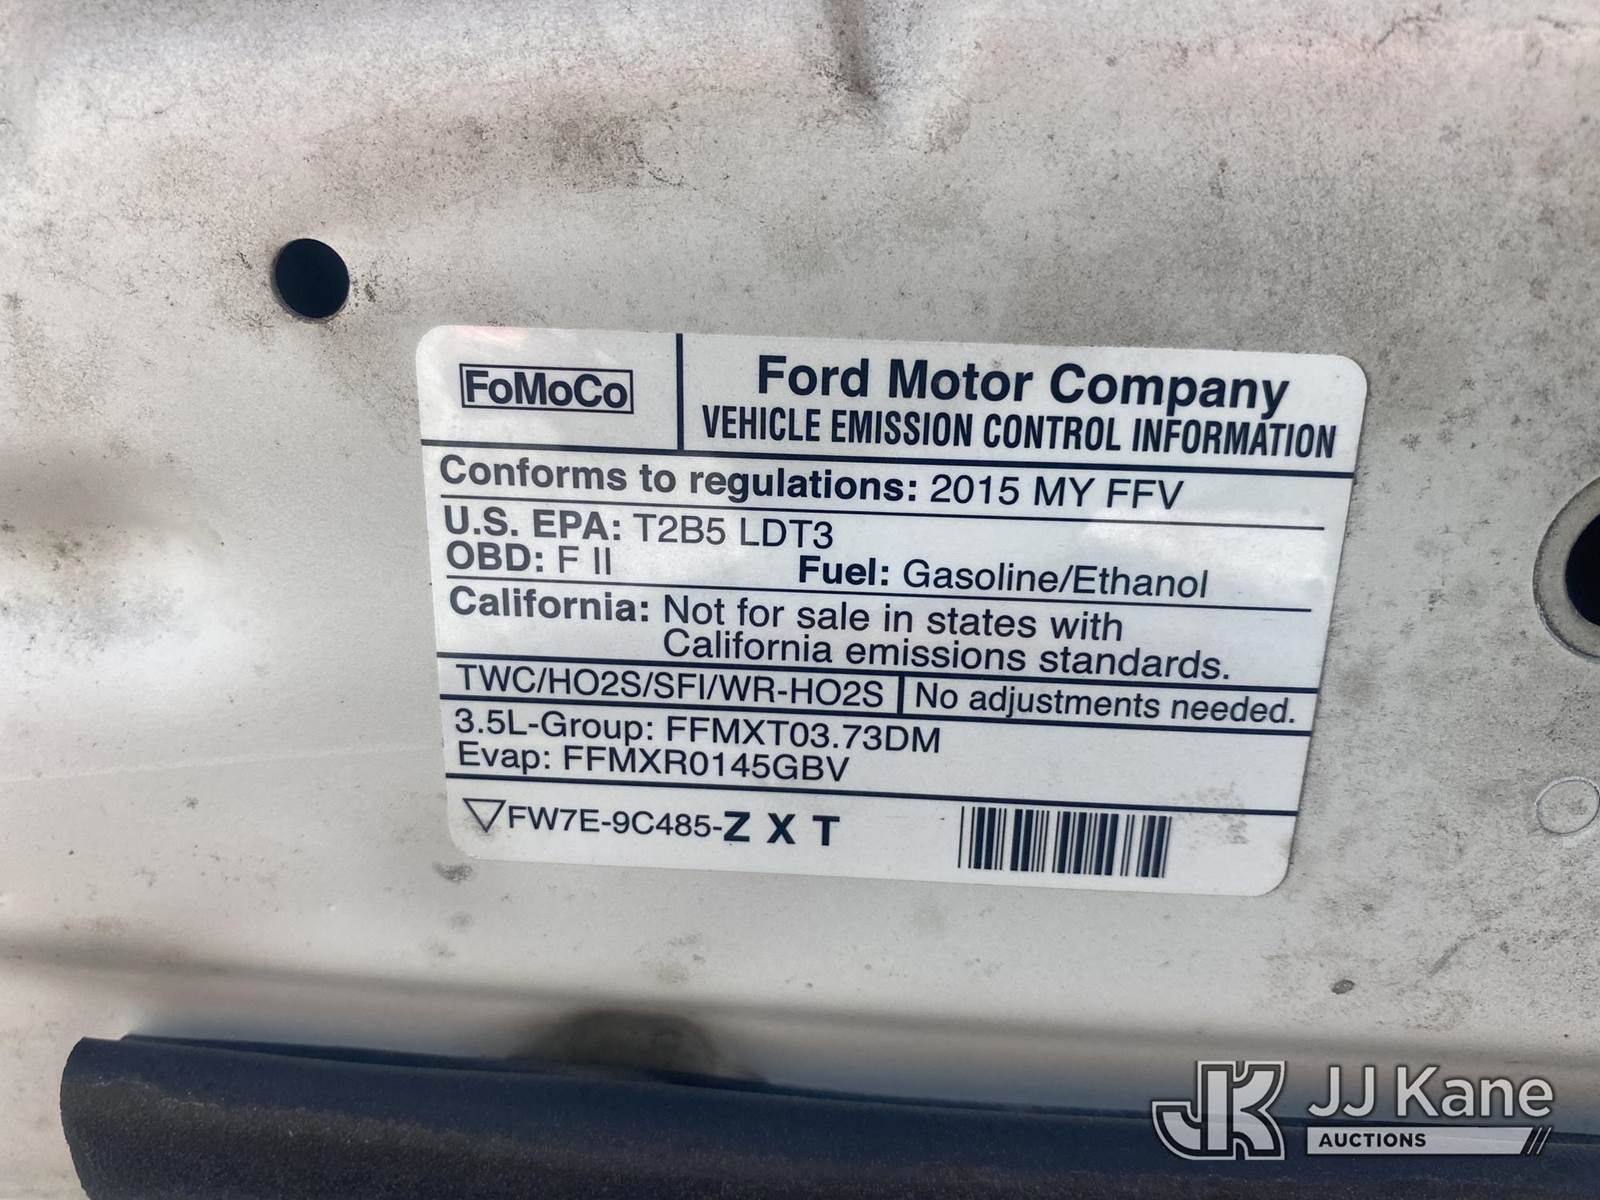 FoMoCo
Ford Motor Company
VEHICLE EMISSION CONTROL INFORMATION
Conforms to regulations: 2015 MY FFV
U.S. EPA: T2B5 LDT3
OBD: F II Fuel: Gasoline/Ethanol
California: Not for sale in states with
California emissions standards.
TWC/HO2S/SFI/WR-HO2S No adjustments needed.
3.5L-Group: FFMXT03.73DM
Evap: FFMXR0145GBV
FW7E-9C485-Z X T
JK JJ Kane
AUCTIONS